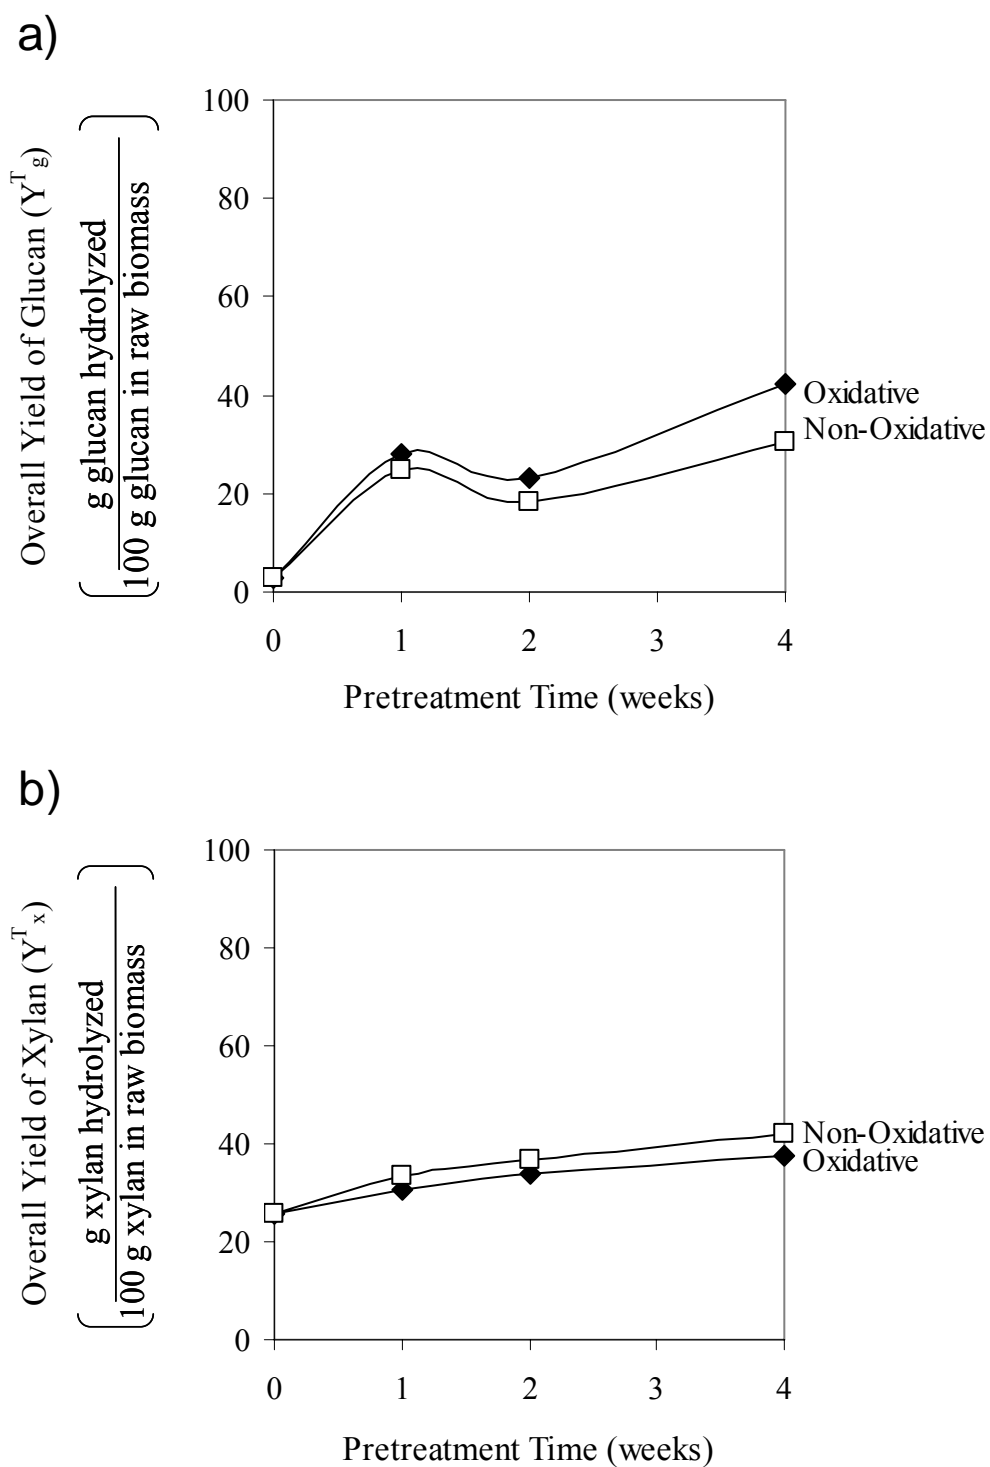 a)
Overall Yield of Glucan (Y^T_g)
g glucan hydrolyzed
100 g glucan in raw biomass
100
80
60
40
20
0
Oxidative
Non-Oxidative
0 1 2 3 4
Pretreatment Time (weeks)
b)
Overall Yield of Xylan (Y^T_x)
g xylan hydrolyzed
100 g xylan in raw biomass
100
80
60
40
20
0
Non-Oxidative
Oxidative
0 1 2 3 4
Pretreatment Time (weeks)